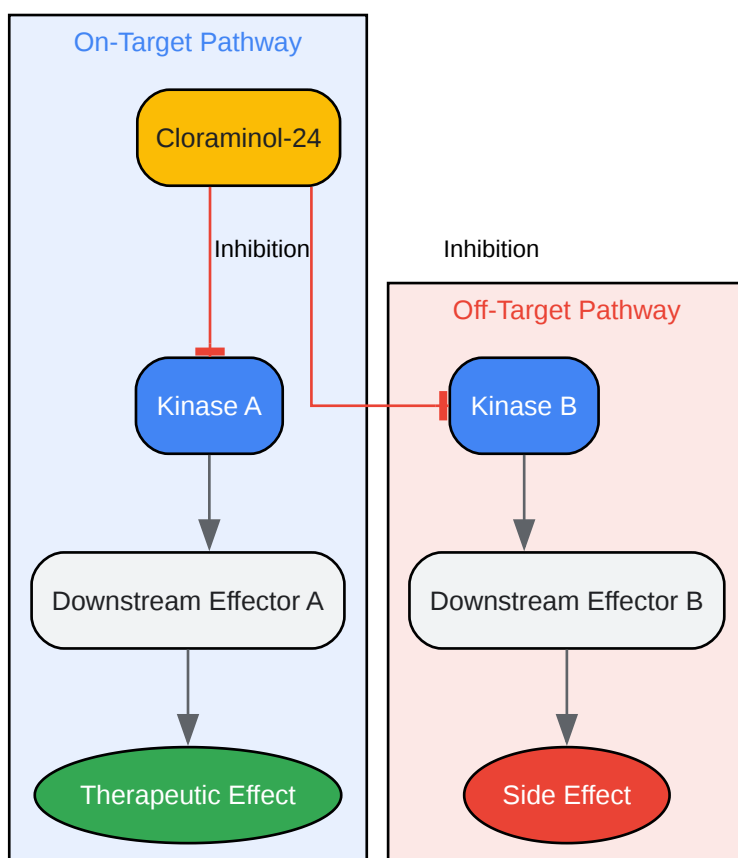 On-Target Pathway
Cloraminol-24
Inhibition
Inhibition
Off-Target Pathway
Kinase A
Kinase B
Downstream Effector A
Downstream Effector B
Therapeutic Effect
Side Effect